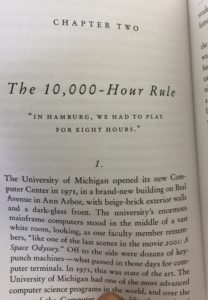 CHAPTER TWO
The 10,000-Hour Rule
"IN HAMBURG, WE HAD TO PLAY
FOR EIGHT HOURS."
1.
The University of Michigan opened its new Com-
puter Center in 1971, in a brand-new building on Beal
Avenue in Ann Arbor, with beige-brick exterior walls
and a dark-glass front. The university's enormous
mainframe computers stood in the middle of a vast
white room, looking, as one faculty member remem-
bers, "like one of the last scenes in the movie 2001: A
Space Odyssey." Off to the side were dozens of key-
punch machines—what passed in those days for com-
puter terminals. In 1971, this was state of the art. The
University of Michigan had one of the most advanced
computer science programs in the world, and over the
of the Computer